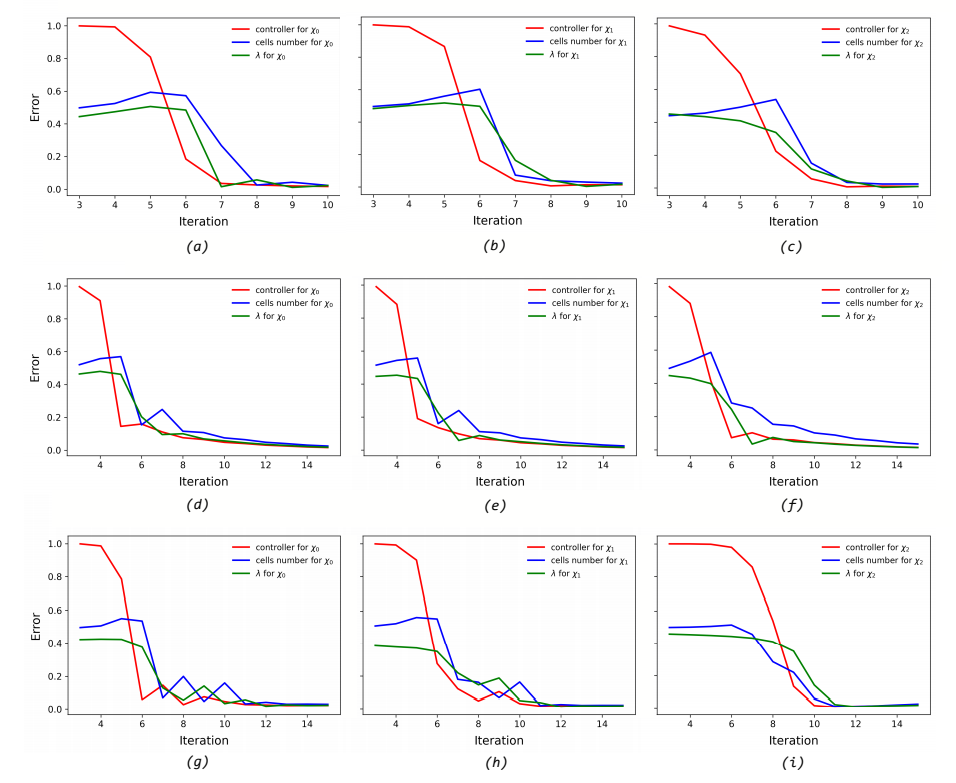 controller for χ₀
cells number for χ₀
λ for χ₀
1.0
0.8
0.6
0.4
0.2
0.0
Error
3 4 5 6 7 8 9 10
Iteration
(a)
controller for χ₁
cells number for χ₁
λ for χ₁
3 4 5 6 7 8 9 10
Iteration
(b)
controller for χ₂
cells number for χ₂
λ for χ₂
3 4 5 6 7 8 9 10
Iteration
(c)
controller for χ₀
cells number for χ₀
λ for χ₀
1.0
0.8
0.6
0.4
0.2
0.0
Error
4 6 8 10 12 14
Iteration
(d)
controller for χ₁
cells number for χ₁
λ for χ₁
4 6 8 10 12 14
Iteration
(e)
controller for χ₂
cells number for χ₂
λ for χ₂
4 6 8 10 12 14
Iteration
(f)
controller for χ₀
cells number for χ₀
λ for χ₀
1.0
0.8
0.6
0.4
0.2
0.0
Error
4 6 8 10 12 14
Iteration
(g)
controller for χ₁
cells number for χ₁
λ for χ₁
4 6 8 10 12 14
Iteration
(h)
controller for χ₂
cells number for χ₂
λ for χ₂
4 6 8 10 12 14
Iteration
(i)